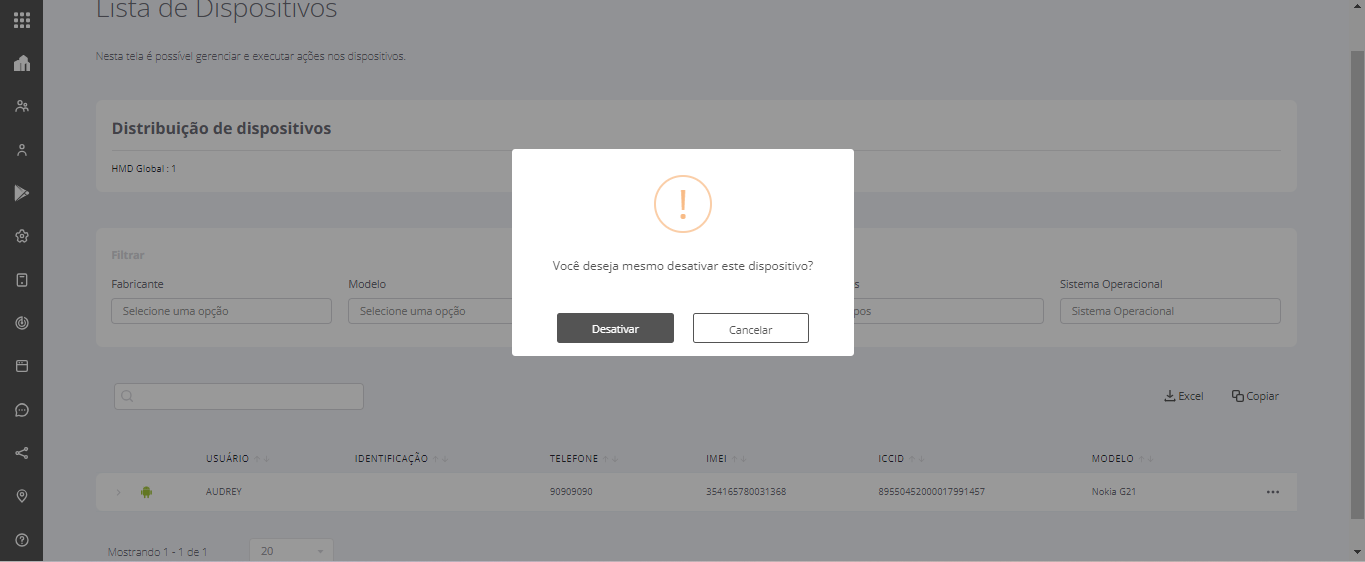 Lista de Dispositivos
Nesta tela é possível gerenciar e executar ações nos dispositivos.
Distribuição de dispositivos
HMD Global : 1
!
Você deseja mesmo desativar este dispositivo?
Desativar Cancelar
Filtrar
Fabricante Modelo Sistema Operacional
Selecione uma opção Selecione uma opção Sistema Operacional
Excel Copiar
USUÁRIO IDENTIFICAÇÃO TELEFONE IMEI ICCID MODELO
AUDREY 90909090 354165780031368 89550452000017991457 Nokia G21
Mostrando 1 - 1 de 1 20